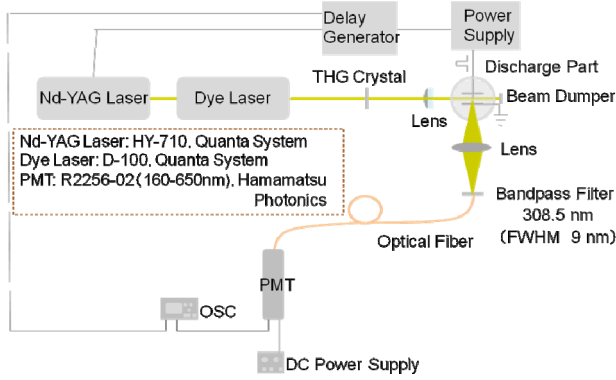 Delay
Generator
Power
Supply
Discharge Part
THG Crystal
Nd-YAG Laser
Dye Laser
Beam Dumper
Lens
Nd-YAG Laser: HY-710, Quanta System
Dye Laser: D-100, Quanta System
PMT: R2256-02(160-650nm), Hamamatsu
Photonics
Lens
Bandpass Filter
308.5 nm
(FWHM 9 nm)
Optical Fiber
PMT
OSC
DC Power Supply